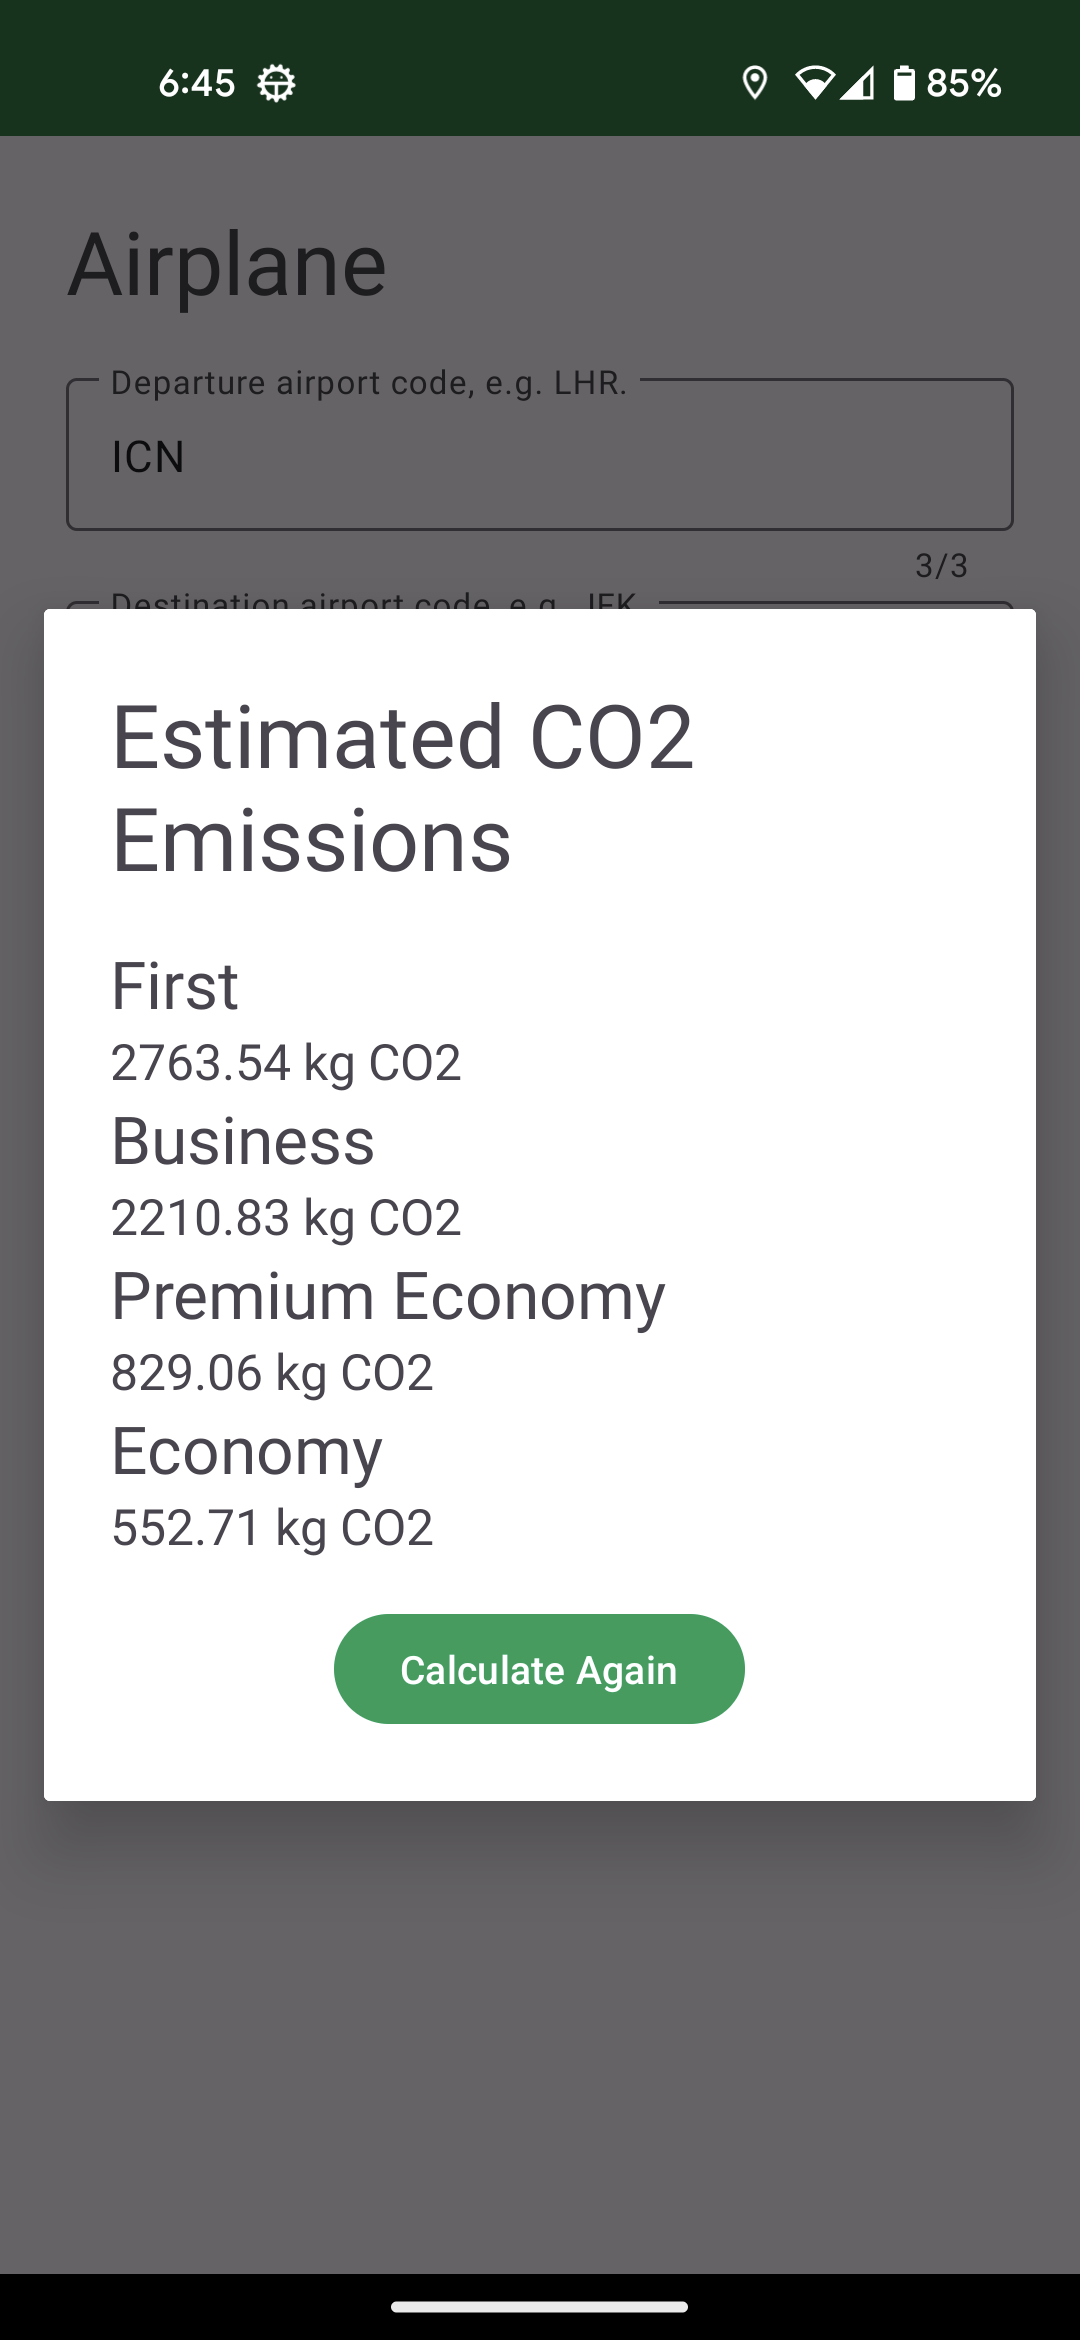 6:45
85%
Airplane
Departure airport code, e.g. LHR.
ICN
3/3
Destination airport code, e.g., JFK
Estimated CO2
Emissions
First
2763.54 kg CO2
Business
2210.83 kg CO2
Premium Economy
829.06 kg CO2
Economy
552.71 kg CO2
Calculate Again